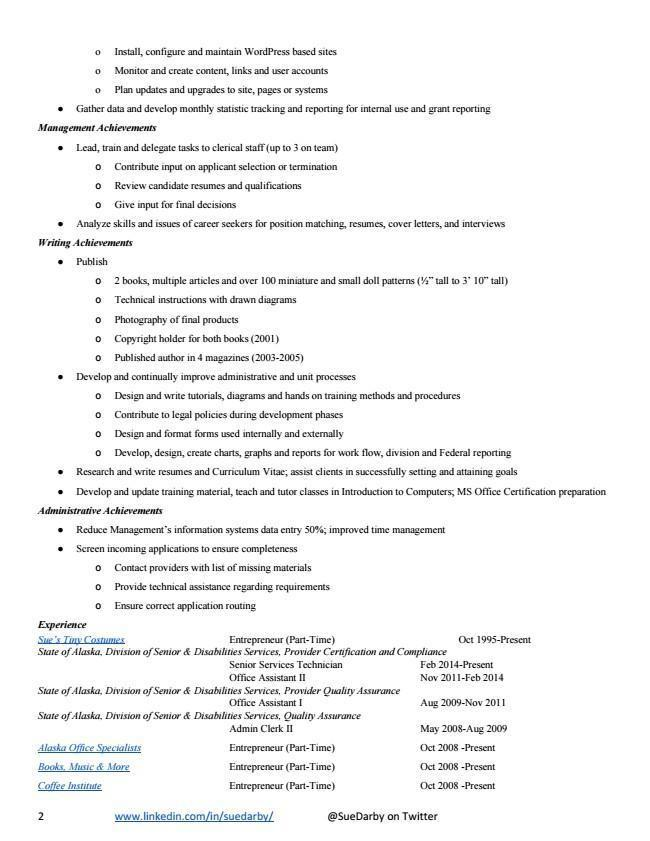 o Install, configure and maintain WordPress based sites
o Monitor and create content, links and user accounts
o Plan updates and upgrades to site, pages or systems
● Gather data and develop monthly statistic tracking and reporting for internal use and grant reporting
Management Achievements
● Lead, train and delegate tasks to clerical staff (up to 3 on team)
o Contribute input on applicant selection or termination
o Review candidate resumes and qualifications
o Give input for final decisions
● Analyze skills and issues of career seekers for position matching, resumes, cover letters, and interviews
Writing Achievements
● Publish
o 2 books, multiple articles and over 100 miniature and small doll patterns (½” tall to 3’ 10” tall)
o Technical instructions with drawn diagrams
o Photography of final products
o Copyright holder for both books (2001)
o Published author in 4 magazines (2003-2005)
● Develop and continually improve administrative and unit processes
o Design and write tutorials, diagrams and hands on training methods and procedures
o Contribute to legal policies during development phases
o Design and format forms used internally and externally
o Develop, design, create charts, graphs and reports for work flow, division and Federal reporting
● Research and write resumes and Curriculum Vitae; assist clients in successfully setting and attaining goals
● Develop and update training material, teach and tutor classes in Introduction to Computers; MS Office Certification preparation
Administrative Achievements
● Reduce Management’s information systems data entry 50%; improved time management
● Screen incoming applications to ensure completeness
o Contact providers with list of missing materials
o Provide technical assistance regarding requirements
o Ensure correct application routing
Experience
Sue’s Tiny Costumes Entrepreneur (Part-Time) Oct 1995-Present
State of Alaska, Division of Senior & Disabilities Services, Provider Certification and Compliance
Senior Services Technician Feb 2014-Present
Office Assistant II Nov 2011-Feb 2014
State of Alaska, Division of Senior & Disabilities Services, Provider Quality Assurance
Office Assistant I Aug 2009-Nov 2011
State of Alaska, Division of Senior & Disabilities Services, Quality Assurance
Admin Clerk II May 2008-Aug 2009
Alaska Office Specialists Entrepreneur (Part-Time) Oct 2008 -Present
Books, Music & More Entrepreneur (Part-Time) Oct 2008 -Present
Coffee Institute Entrepreneur (Part-Time) Oct 2008 -Present
2 www.linkedin.com/in/suedarby/ @SueDarby on Twitter